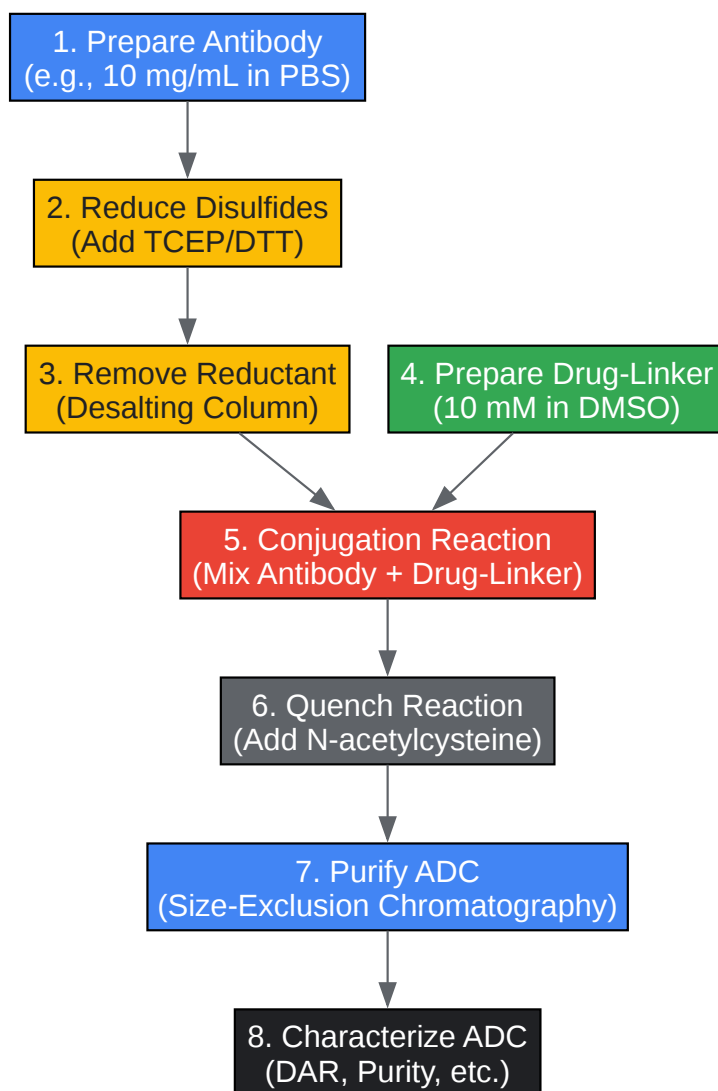 1. Prepare Antibody
(e.g., 10 mg/mL in PBS)
2. Reduce Disulfides
(Add TCEP/DTT)
3. Remove Reductant
(Desalting Column)
4. Prepare Drug-Linker
(10 mM in DMSO)
5. Conjugation Reaction
(Mix Antibody + Drug-Linker)
6. Quench Reaction
(Add N-acetylcysteine)
7. Purify ADC
(Size-Exclusion Chromatography)
8. Characterize ADC
(DAR, Purity, etc.)